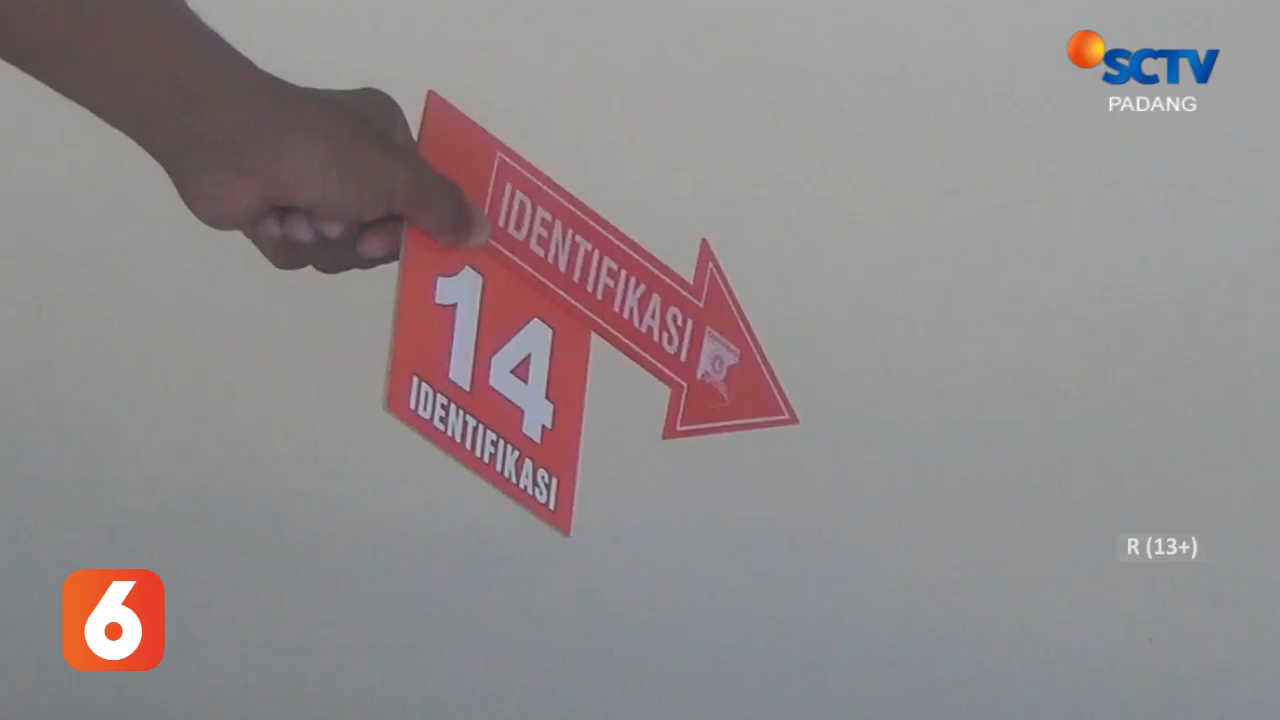 SCTV
PADANG
IDENTIFIKASI
14
IDENTIFIKASI
R (13+)
6